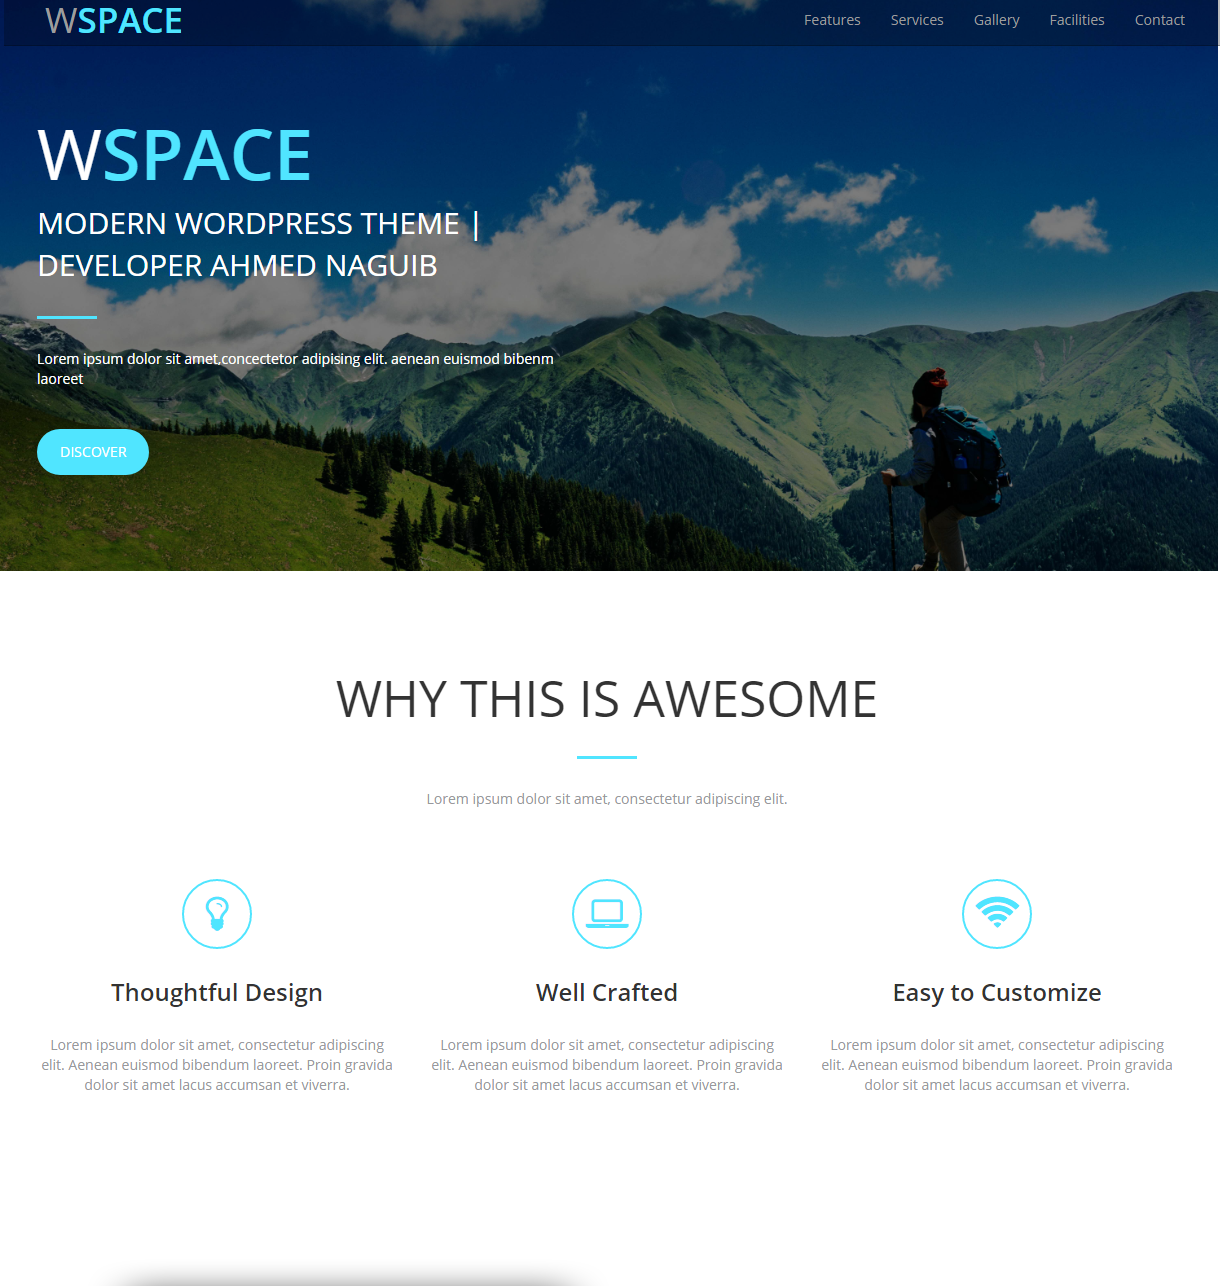 WSPACE
Features Services Gallery Facilities Contact
WSPACE
MODERN WORDPRESS THEME |
DEVELOPER AHMED NAGUIB
Lorem ipsum dolor sit amet,concectetor adipising elit. aenean euismod bibenm
laoreet
DISCOVER
WHY THIS IS AWESOME
Lorem ipsum dolor sit amet, consectetur adipiscing elit.
Thoughtful Design
Lorem ipsum dolor sit amet, consectetur adipiscing
elit. Aenean euismod bibendum laoreet. Proin gravida
dolor sit amet lacus accumsan et viverra.
Well Crafted
Lorem ipsum dolor sit amet, consectetur adipiscing
elit. Aenean euismod bibendum laoreet. Proin gravida
dolor sit amet lacus accumsan et viverra.
Easy to Customize
Lorem ipsum dolor sit amet, consectetur adipiscing
elit. Aenean euismod bibendum laoreet. Proin gravida
dolor sit amet lacus accumsan et viverra.